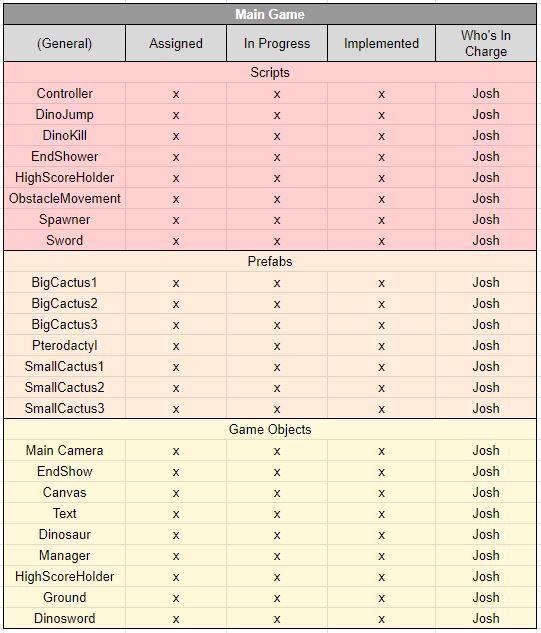 Main Game
(General) Assigned In Progress Implemented Who's In Charge
Scripts
Controller x x x Josh
DinoJump x x x Josh
DinoKill x x x Josh
EndShower x x x Josh
HighScoreHolder x x x Josh
ObstacleMovement x x x Josh
Spawner x x x Josh
Sword x x x Josh
Prefabs
BigCactus1 x x x Josh
BigCactus2 x x x Josh
BigCactus3 x x x Josh
Pterodactyl x x x Josh
SmallCactus1 x x x Josh
SmallCactus2 x x x Josh
SmallCactus3 x x x Josh
Game Objects
Main Camera x x x Josh
EndShow x x x Josh
Canvas x x x Josh
Text x x x Josh
Dinosaur x x x Josh
Manager x x x Josh
HighScoreHolder x x x Josh
Ground x x x Josh
Dinosword x x x Josh